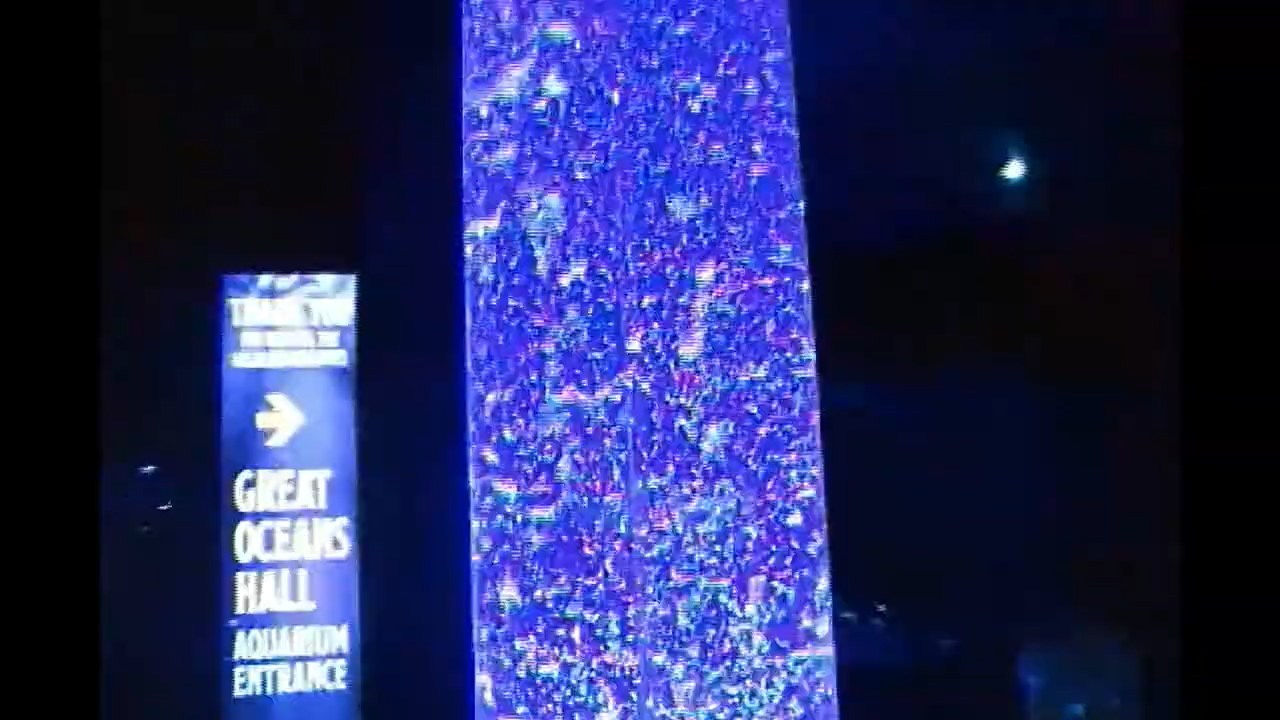 THANK YOU
GREAT
OCEANS
HALL
AQUARIUM
ENTRANCE